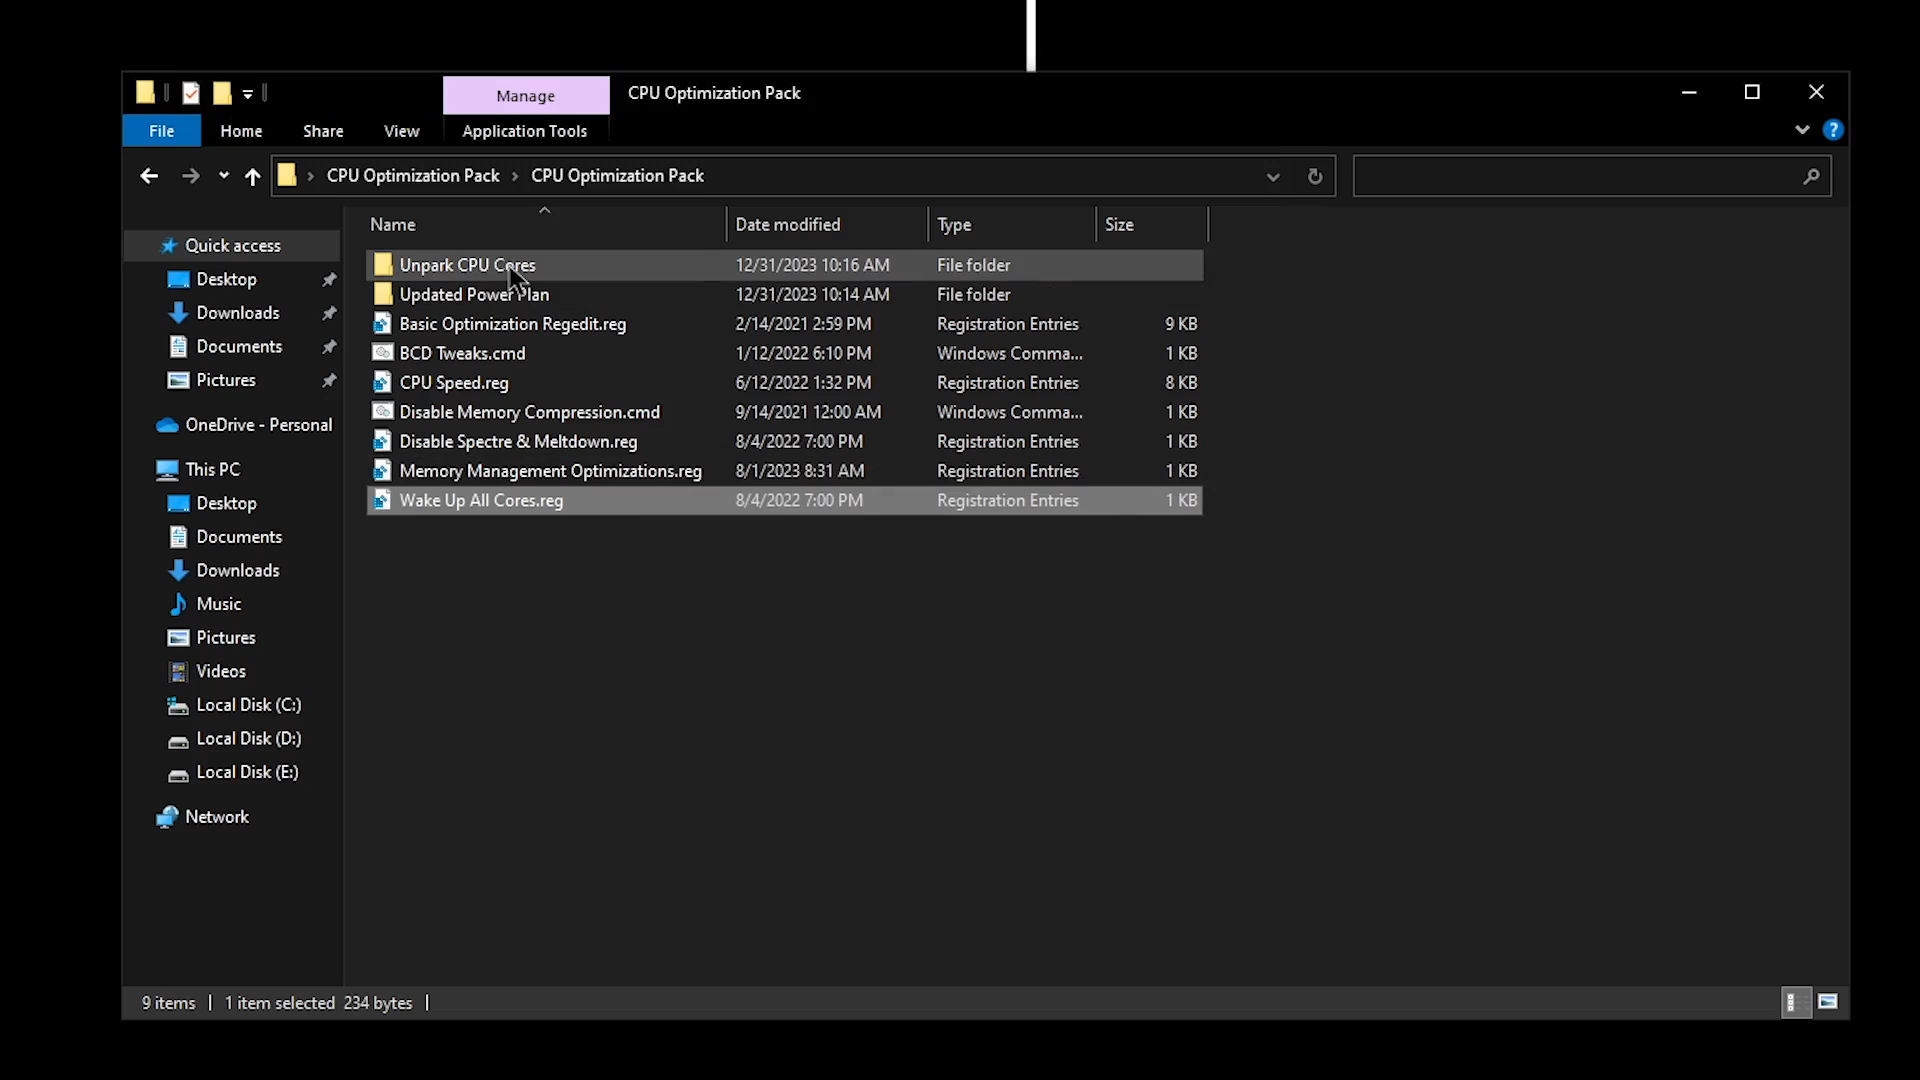 Manage
CPU Optimization Pack
File
Home
Share
View
Application Tools
CPU Optimization Pack
CPU Optimization Pack
Name
Date modified
Type
Size
Unpark CPU Cores 12/31/2023 10:16 AM File folder
Updated Power Plan 12/31/2023 10:14 AM File folder
Basic Optimization Regedit.reg 2/14/2021 2:59 PM Registration Entries 9 KB
BCD Tweaks.cmd 1/12/2022 6:10 PM Windows Comma... 1 KB
CPU Speed.reg 6/12/2022 1:32 PM Registration Entries 8 KB
Disable Memory Compression.cmd 9/14/2021 12:00 AM Windows Comma... 1 KB
Disable Spectre & Meltdown.reg 8/4/2022 7:00 PM Registration Entries 1 KB
Memory Management Optimizations.reg 8/1/2023 8:31 AM Registration Entries 1 KB
Wake Up All Cores.reg 8/4/2022 7:00 PM Registration Entries 1 KB
Quick access
Desktop
Downloads
Documents
Pictures
OneDrive - Personal
This PC
Desktop
Documents
Downloads
Music
Pictures
Videos
Local Disk (C:)
Local Disk (D:)
Local Disk (E:)
Network
9 items
1 item selected 234 bytes